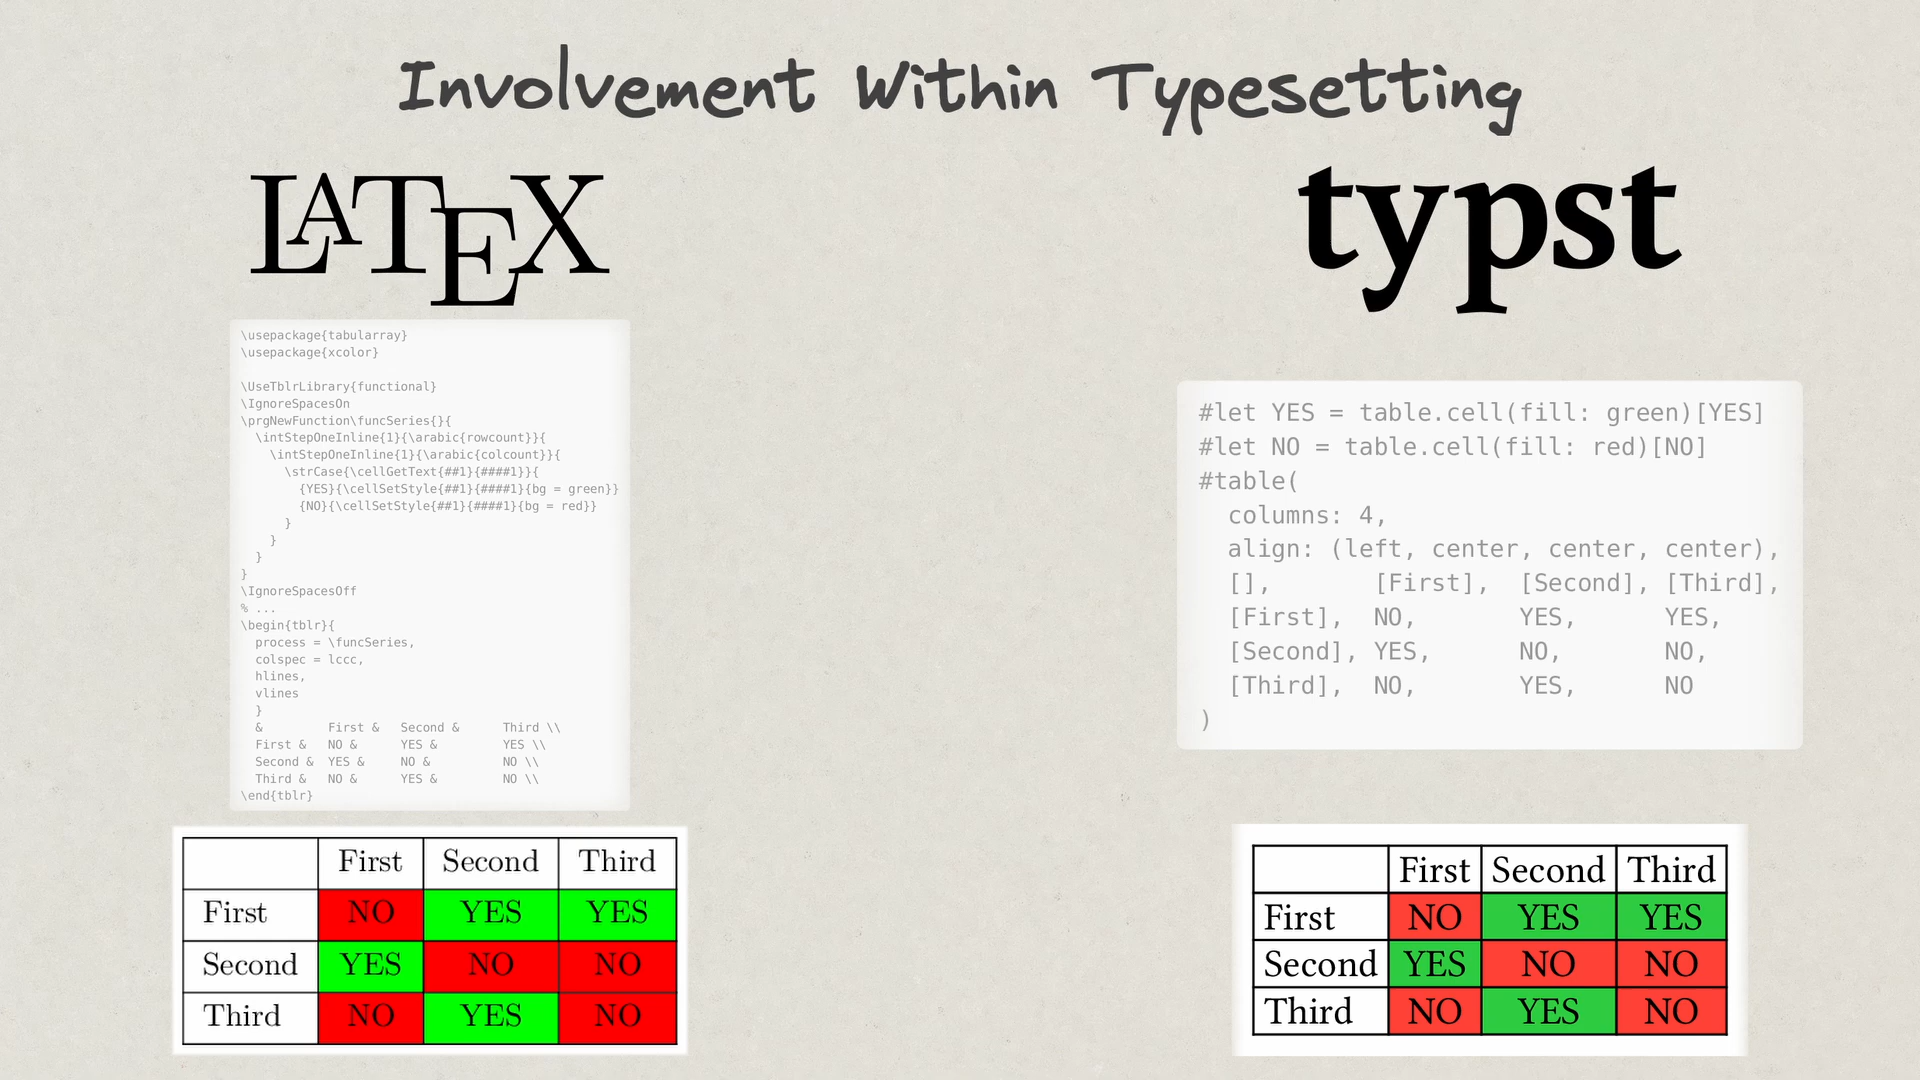 Involvement Within Typesetting
LATEX
\usepackage{tabularray}
\usepackage{xcolor}

\UseTblrLibrary{functional}
\IgnoreSpacesOn
\prgNewFunction\funcSeries{}{
  \intStepOneInline{1}{\arabic{rowcount}}{
    \intStepOneInline{1}{\arabic{colcount}}{
      \strCase{\cellGetText{##1}{####1}}{
        {YES}{\cellSetStyle{##1}{####1}{bg = green}}
        {NO}{\cellSetStyle{##1}{####1}{bg = red}}
      }
    }
  }
}
\IgnoreSpacesOff
% ...
\begin{tblr}{
  process = \funcSeries,
  colspec = lccc,
  hlines,
  vlines
  }
  &         First &   Second &      Third \\
  First &   NO &      YES &         YES \\
  Second &  YES &     NO &          NO \\
  Third &   NO &      YES &         NO \\
\end{tblr}
First Second Third
First NO YES YES
Second YES NO NO
Third NO YES NO
typst
#let YES = table.cell(fill: green)[YES]
#let NO = table.cell(fill: red)[NO]
#table(
  columns: 4,
  align: (left, center, center, center),
  [],       [First],  [Second], [Third],
  [First],  NO,       YES,      YES,
  [Second], YES,      NO,       NO,
  [Third],  NO,       YES,      NO
)
First Second Third
First NO YES YES
Second YES NO NO
Third NO YES NO